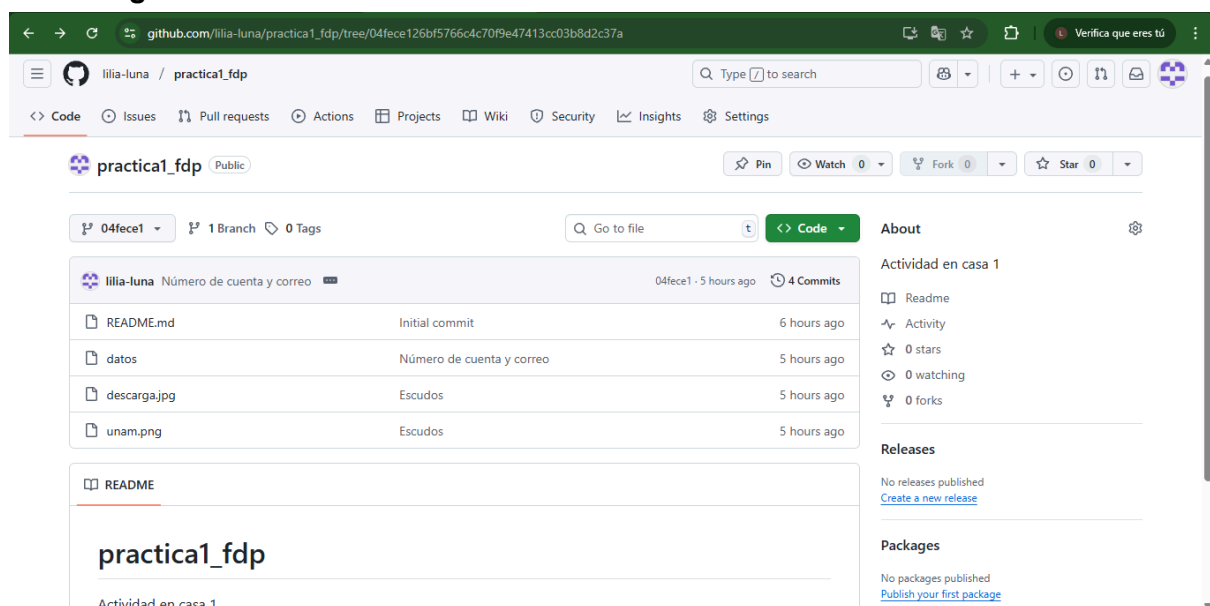 github.com/lilia-luna/practica1_fdp/tree/04fece126bf5766c4c70f9e47413cc03b8d2c37a
L Verifica que eres tú
lilia-luna / practica1_fdp
Type / to search
<> Code Issues Pull requests Actions Projects Wiki Security Insights Settings
practica1_fdp Public
Pin Watch 0 Fork 0 Star 0
04fece1 1 Branch 0 Tags
Go to file t
<> Code
lilia-luna Número de cuenta y correo ... 04fece1 · 5 hours ago 4 Commits
README.md Initial commit 6 hours ago
datos Número de cuenta y correo 5 hours ago
descarga.jpg Escudos 5 hours ago
unam.png Escudos 5 hours ago
README
practica1_fdp
Actividad en casa 1
About
Actividad en casa 1
Readme
Activity
0 stars
0 watching
0 forks
Releases
No releases published
Create a new release
Packages
No packages published
Publish your first package